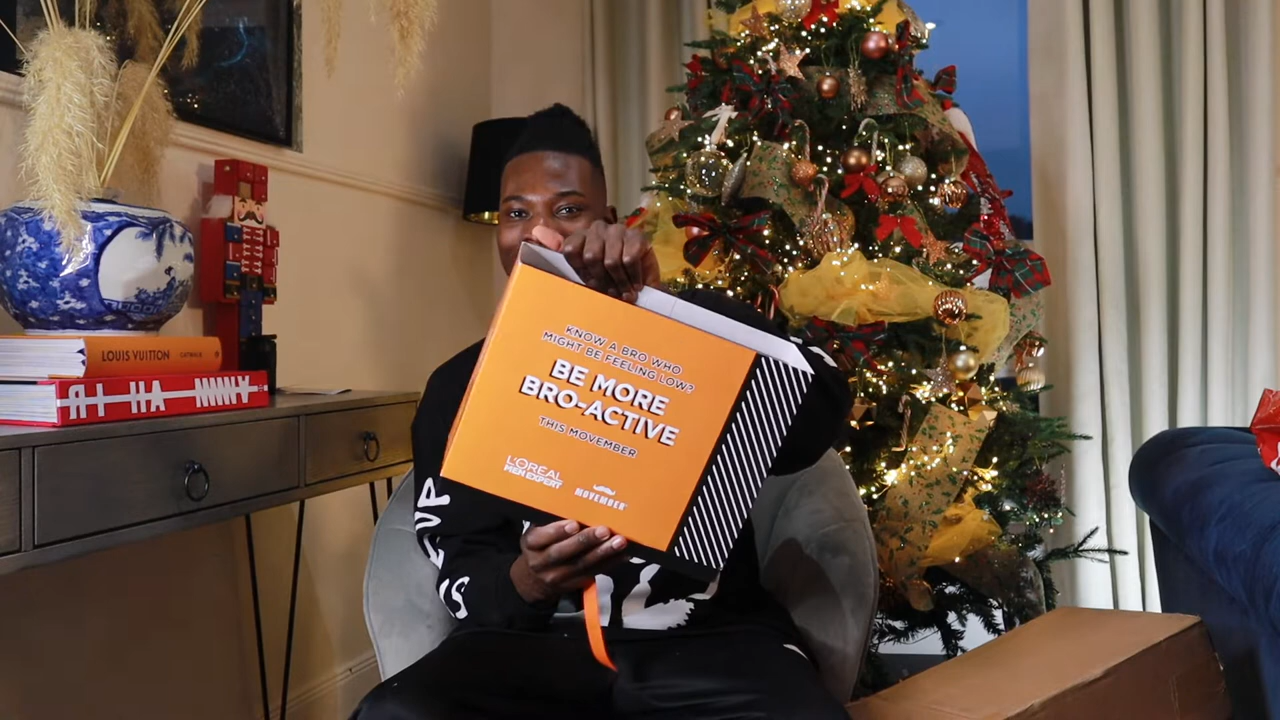 LOUIS VUITTON
CATWALK
KNOW A BRO WHO
MIGHT BE FEELING LOW?
BE MORE
BRO-ACTIVE
THIS MOVEMBER
L'ORÉAL
MEN EXPERT
MOVEMBER